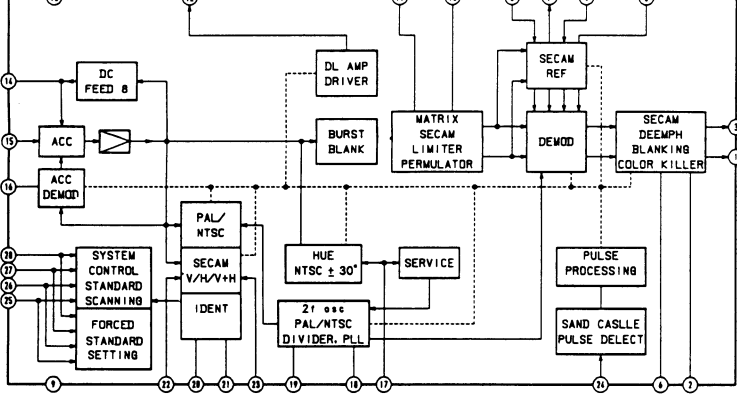 14
DC
FEED 8
DL AMP
DRIVER
SECAM
REF
15
ACC
BURST
BLANK
MATRIX
SECAM
LIMITER
PERMULATOR
DEMOD
SECAM
DEEMPH
BLANKING
COLOR KILLER
16
ACC
DEMOD
PAL/
NTSC
SECAM
V/H/V+H
IDENT
HUE
NTSC ± 30°
SERVICE
PULSE
PROCESSING
28
27
26
25
SYSTEM
CONTROL
STANDARD
SCANNING
FORCED
STANDARD
SETTING
2f osc
PAL/NTSC
DIVIDER. PLL
SAND CASLLE
PULSE DELECT
9
22
20
21
23
19
18
17
24
6
2